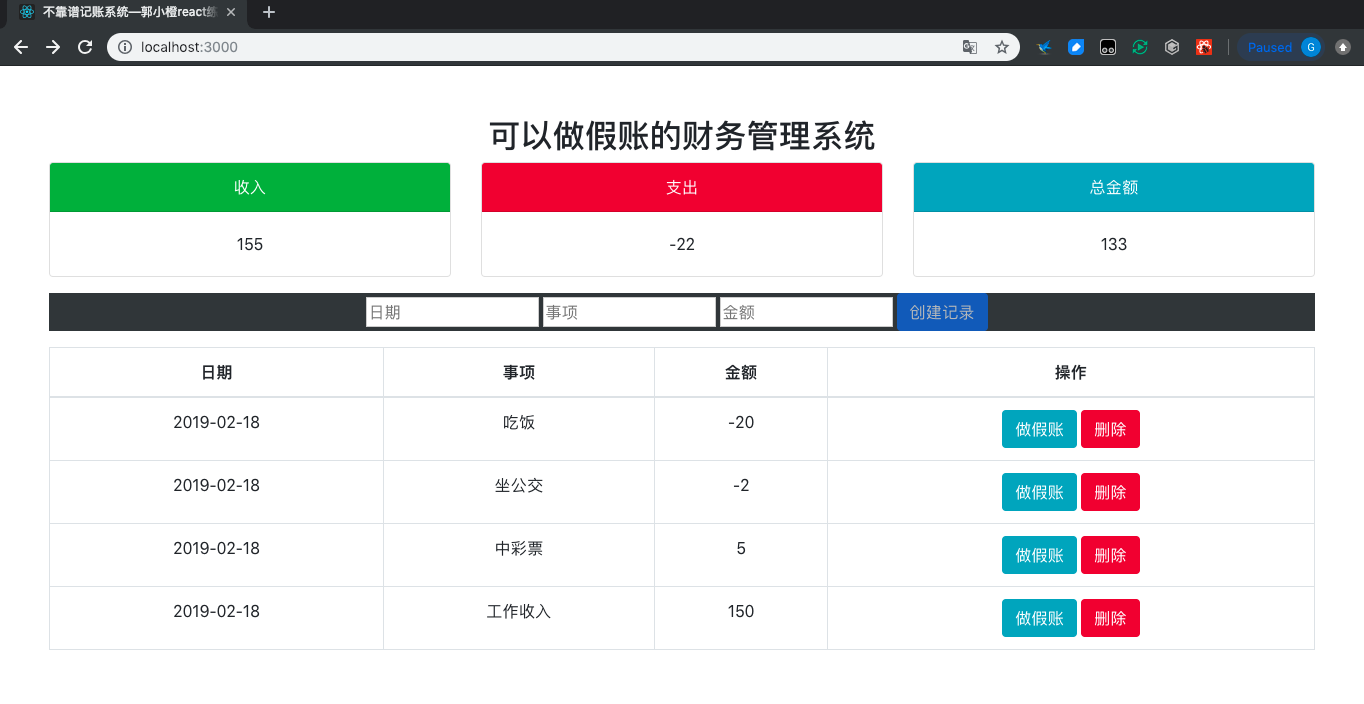 不靠谱记账系统—郭小橙react练
localhost:3000
Paused G
可以做假账的财务管理系统
收入 支出 总金额
155 -22 133
日期 事项 金额 创建记录
日期 事项 金额 操作
2019-02-18 吃饭 -20 做假账 删除
2019-02-18 坐公交 -2 做假账 删除
2019-02-18 中彩票 5 做假账 删除
2019-02-18 工作收入 150 做假账 删除